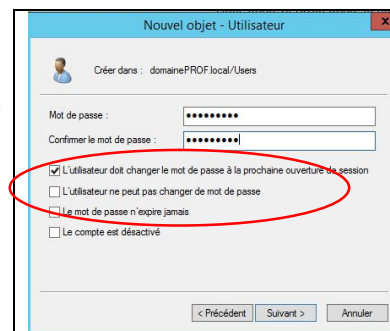 Nouvel objet - Utilisateur
x
Créer dans : domainePROF.local/Users
Mot de passe :
•••••••••
Confirmer le mot de passe :
•••••••••
L'utilisateur doit changer le mot de passe à la prochaine ouverture de session
L'utilisateur ne peut pas changer de mot de passe
Le mot de passe n'expire jamais
Le compte est désactivé
< Précédent
Suivant >
Annuler